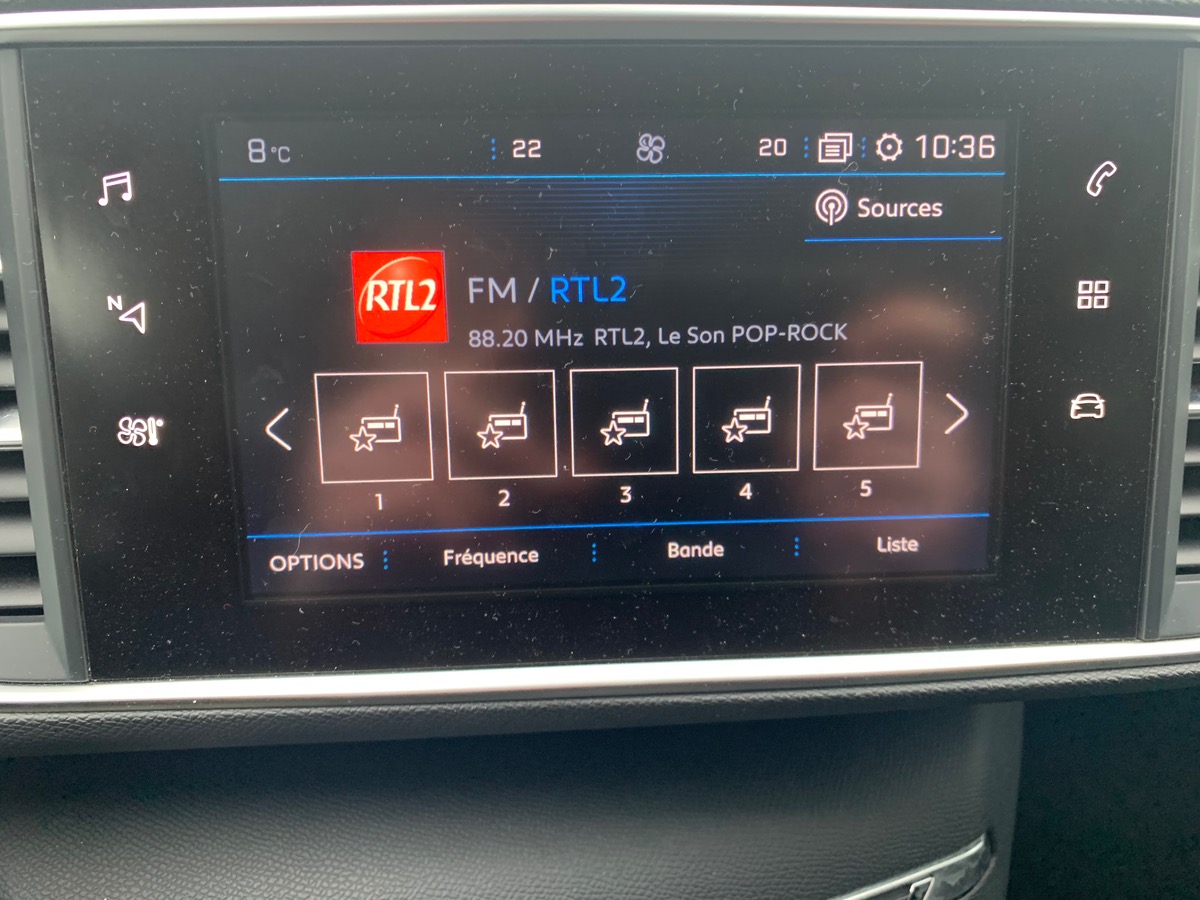 8°C 22 20 10:36
Sources
N
RTL2
FM / RTL2
88.20 MHz RTL2, Le Son POP-ROCK
1 2 3 4 5
OPTIONS Fréquence Bande Liste